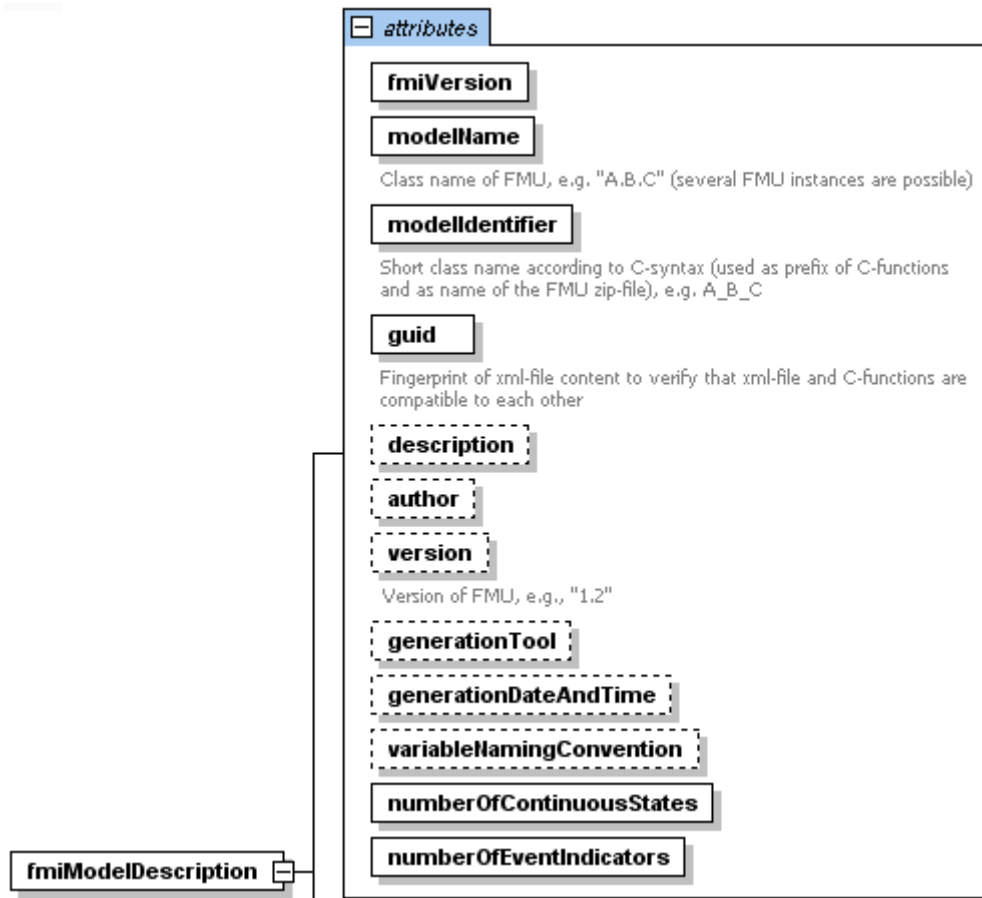 attributes
fmiVersion
modelName
Class name of FMU, e.g. "A.B.C" (several FMU instances are possible)
modelIdentifier
Short class name according to C-syntax (used as prefix of C-functions
and as name of the FMU zip-file), e.g. A_B_C
guid
Fingerprint of xml-file content to verify that xml-file and C-functions are
compatible to each other
description
author
version
Version of FMU, e.g., "1.2"
generationTool
generationDateAndTime
variableNamingConvention
numberOfContinuousStates
numberOfEventIndicators
fmiModelDescription